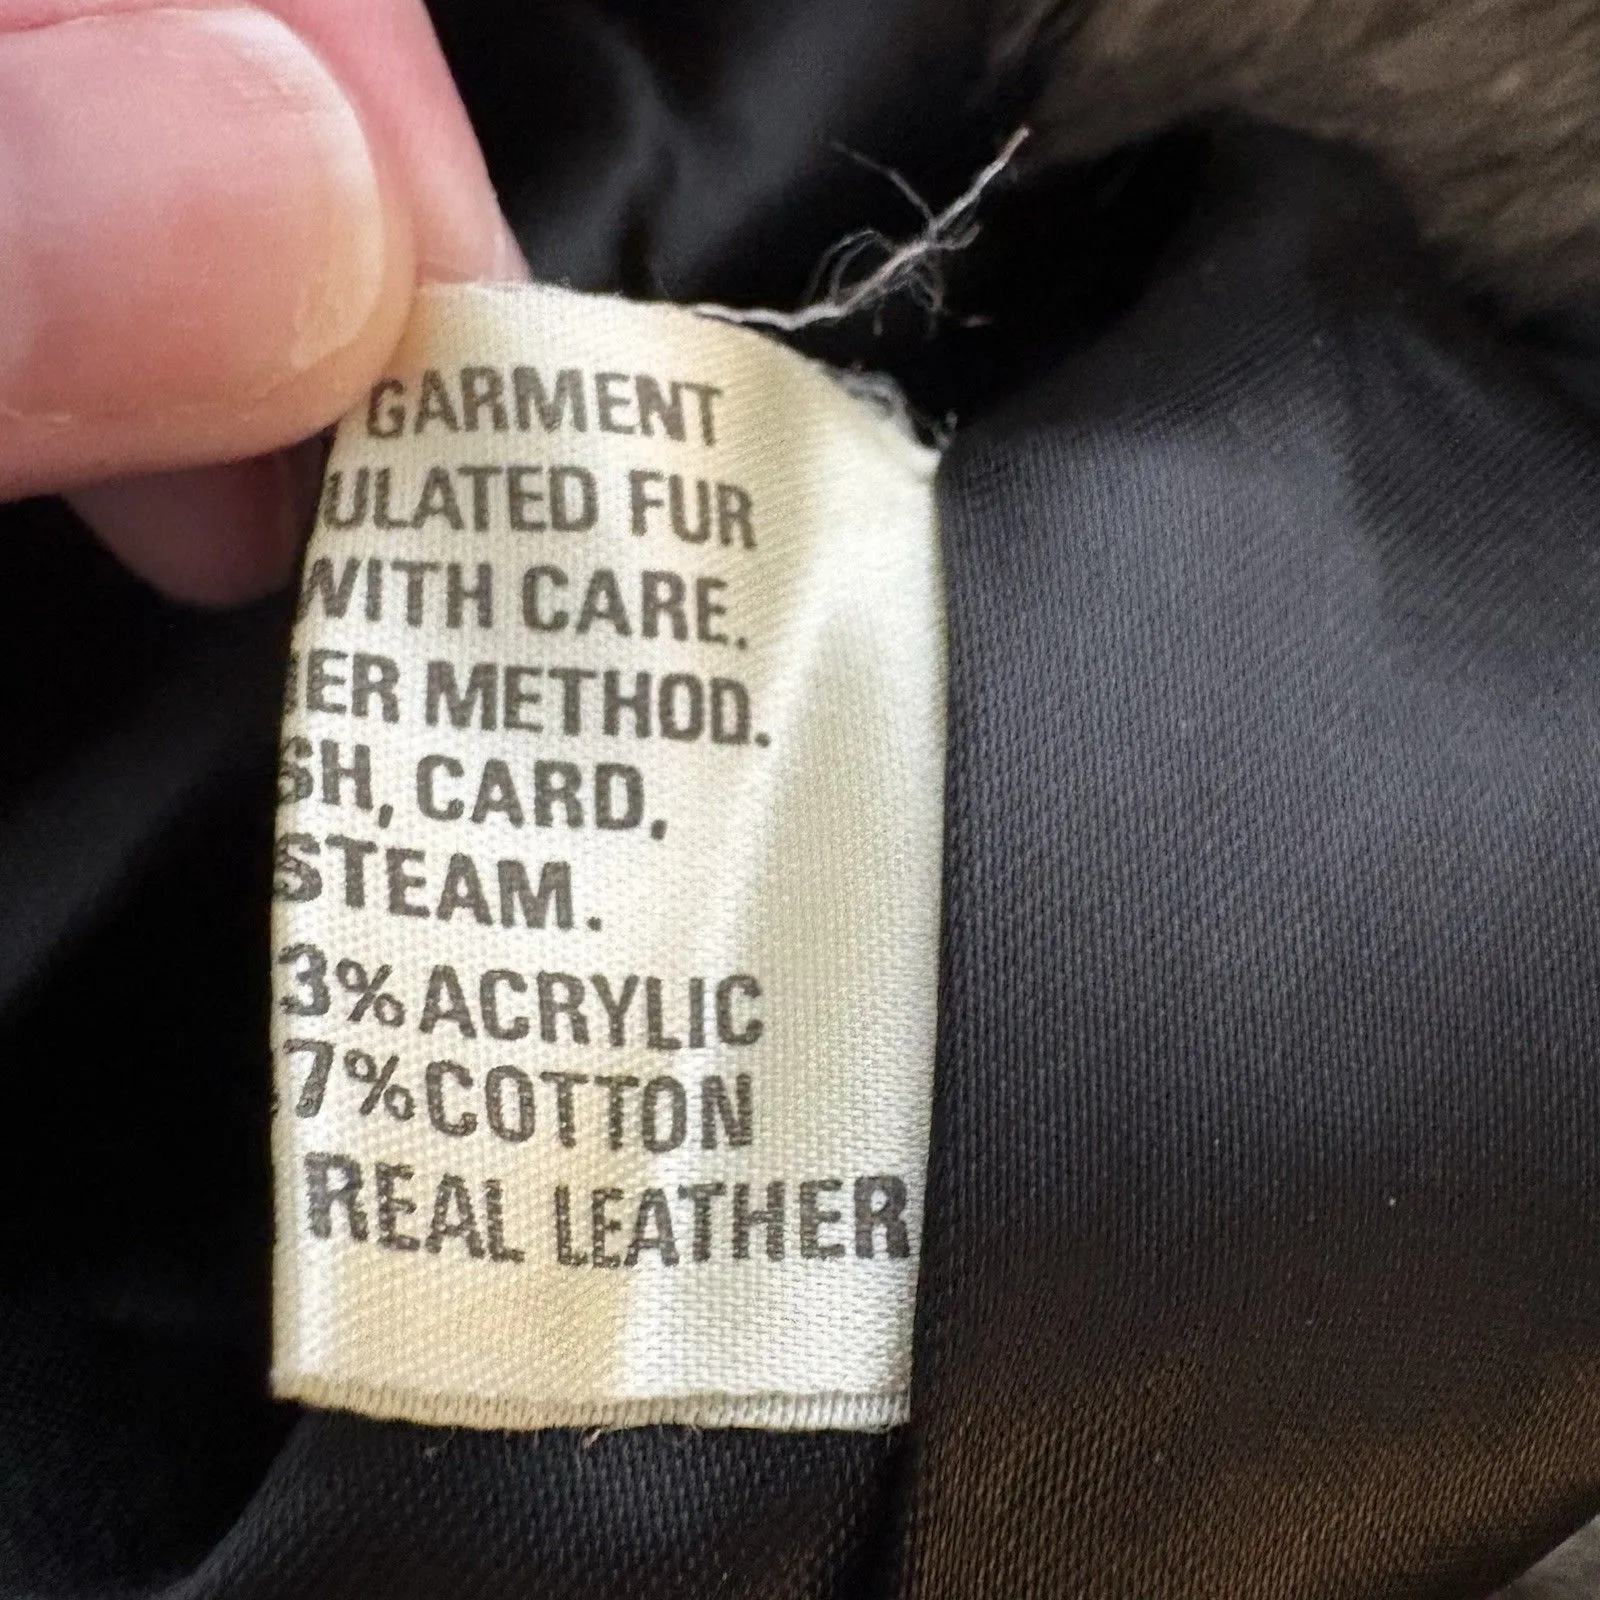 GARMENT
ULATED FUR
WITH CARE.
ER METHOD.
SH, CARD,
STEAM.
3% ACRYLIC
7% COTTON
REAL LEATHER